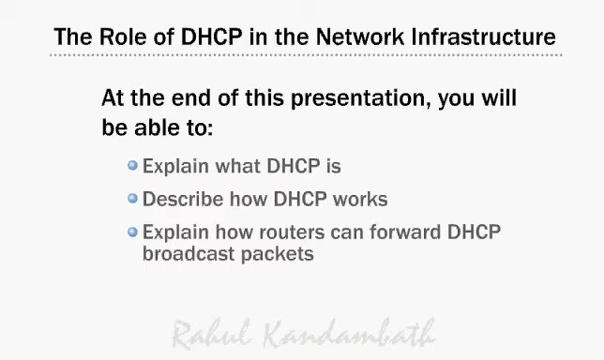 The Role of DHCP in the Network Infrastructure
At the end of this presentation, you will
be able to:
Explain what DHCP is
Describe how DHCP works
Explain how routers can forward DHCP
broadcast packets
Rahul Kandambath